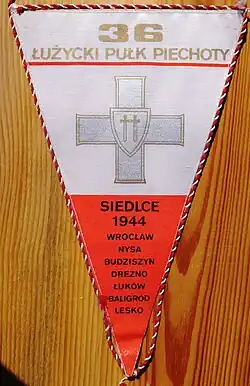 36
ŁUŻYCKI PUŁK PIECHOTY
SIEDLCE
1944
WROCŁAW
NYSA
BUDZISZYN
DREZNO
ŁUKÓW
BALIGRÓD
LESKO